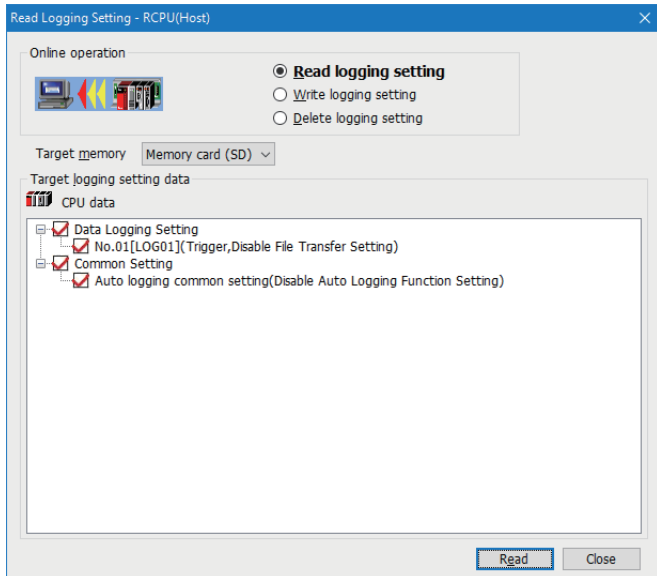 Read Logging Setting - RCPU(Host)
Online operation
Read logging setting
Write logging setting
Delete logging setting
Target memory Memory card (SD)
Target logging setting data
CPU data
Data Logging Setting
No.01[LOG01](Trigger,Disable File Transfer Setting)
Common Setting
Auto logging common setting(Disable Auto Logging Function Setting)
Read Close